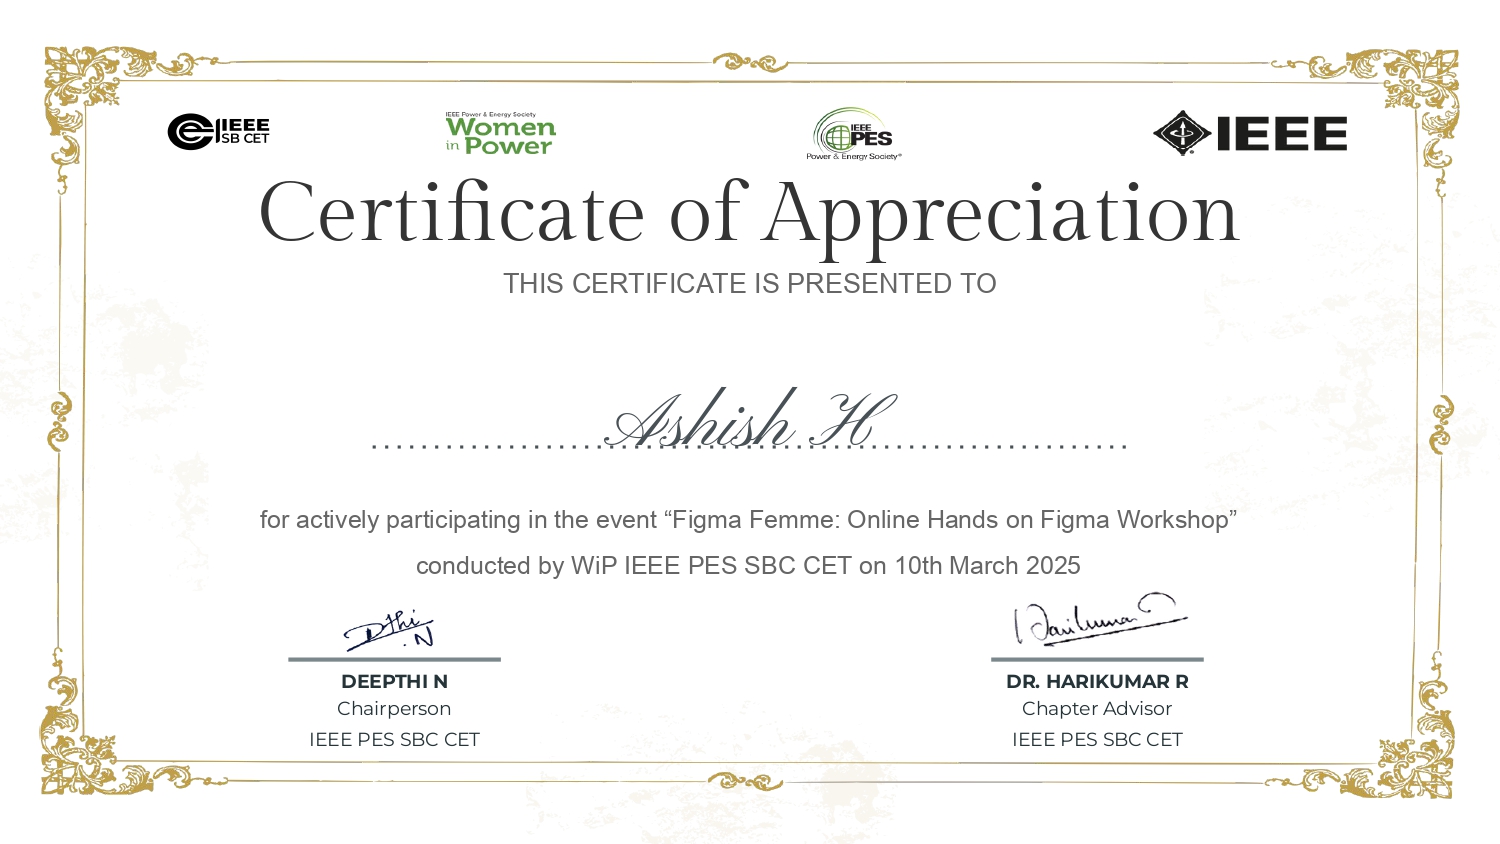 IEEE
SB CET
IEEE Power & Energy Society
Women
in Power
IEEE
PES
Power & Energy Society®
IEEE
Certificate of Appreciation
THIS CERTIFICATE IS PRESENTED TO
Ashish H
for actively participating in the event “Figma Femme: Online Hands on Figma Workshop”
conducted by WiP IEEE PES SBC CET on 10th March 2025
Dthi
.N
Harikumar
DEEPTHI N
Chairperson
IEEE PES SBC CET
DR. HARIKUMAR R
Chapter Advisor
IEEE PES SBC CET